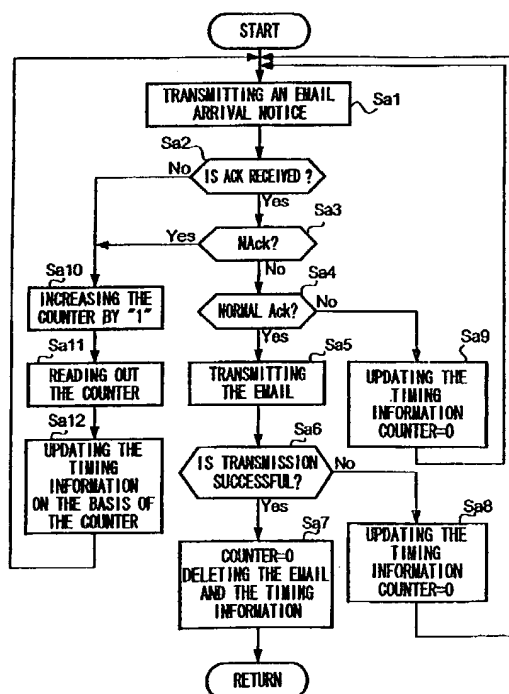 START
TRANSMITTING AN EMAIL
ARRIVAL NOTICE
Sa1
Sa2
IS ACK RECEIVED ?
No
Yes
Sa3
NAck?
Yes
No
Sa4
NORMAL Ack?
No
Yes
Sa10
INCREASING THE
COUNTER BY "1"
Sa11
READING OUT
THE COUNTER
Sa12
UPDATING THE
TIMING
INFORMATION
ON THE BASIS OF
THE COUNTER
Sa5
TRANSMITTING
THE EMAIL
Sa9
UPDATING THE
TIMING
INFORMATION
COUNTER=0
Sa6
IS TRANSMISSION
SUCCESSFUL?
No
Yes
Sa7
COUNTER=0
DELETING THE EMAIL
AND THE TIMING
INFORMATION
Sa8
UPDATING THE
TIMING
INFORMATION
COUNTER=0
RETURN